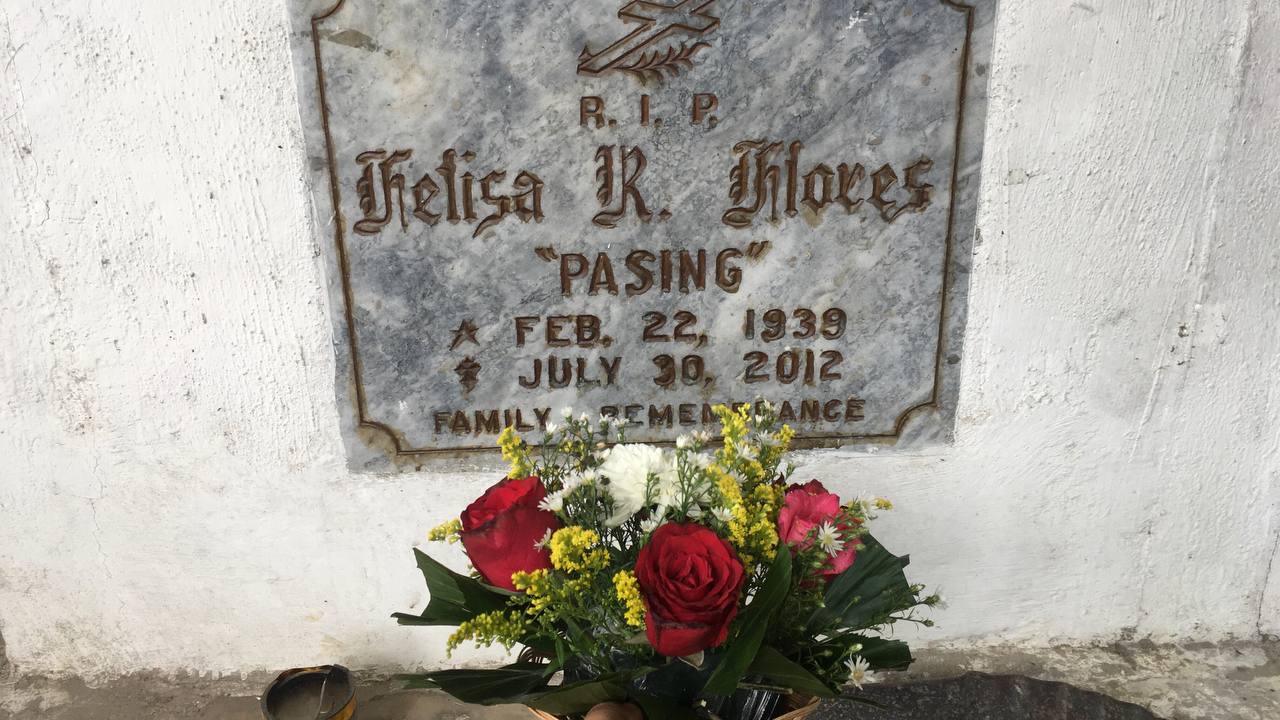 R. I. P.
Felisa R. Flores
"PASING"
FEB. 22, 1939
JULY 30, 2012
FAMILY REMEMBRANCE